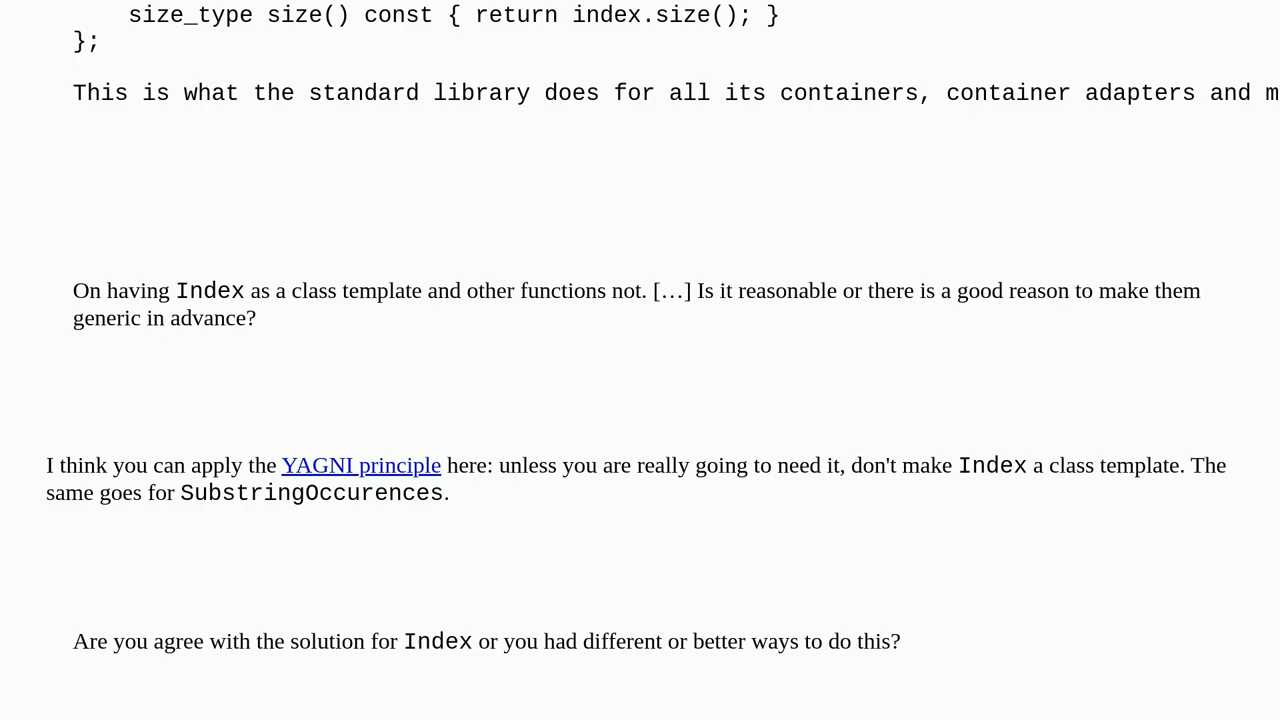 size_type size() const { return index.size(); }
};
This is what the standard library does for all its containers, container adapters and m
On having Index as a class template and other functions not. […] Is it reasonable or there is a good reason to make them
generic in advance?
I think you can apply the YAGNI principle here: unless you are really going to need it, don't make Index a class template. The
same goes for SubstringOccurences.
Are you agree with the solution for Index or you had different or better ways to do this?